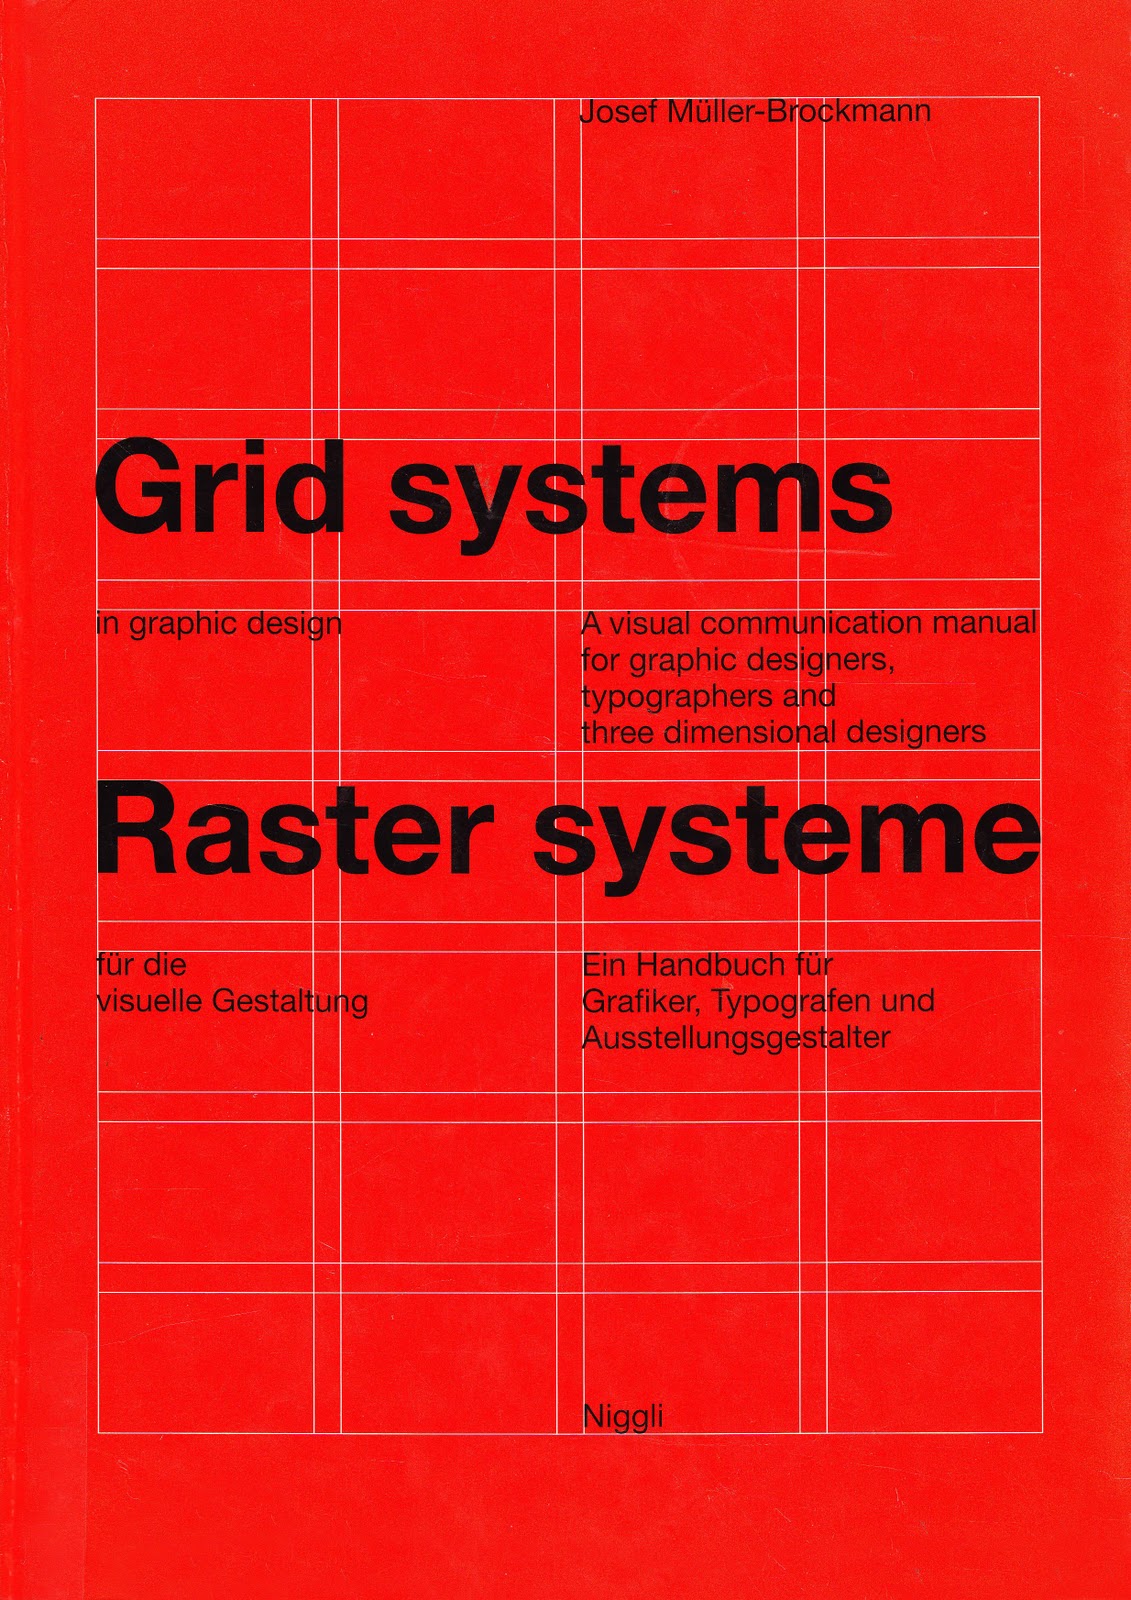 Josef Müller-Brockmann
Grid systems
in graphic design
A visual communication manual
for graphic designers,
typographers and
three dimensional designers
Raster systeme
für die
visuelle Gestaltung
Ein Handbuch für
Grafiker, Typografen und
Ausstellungsgestalter
Niggli